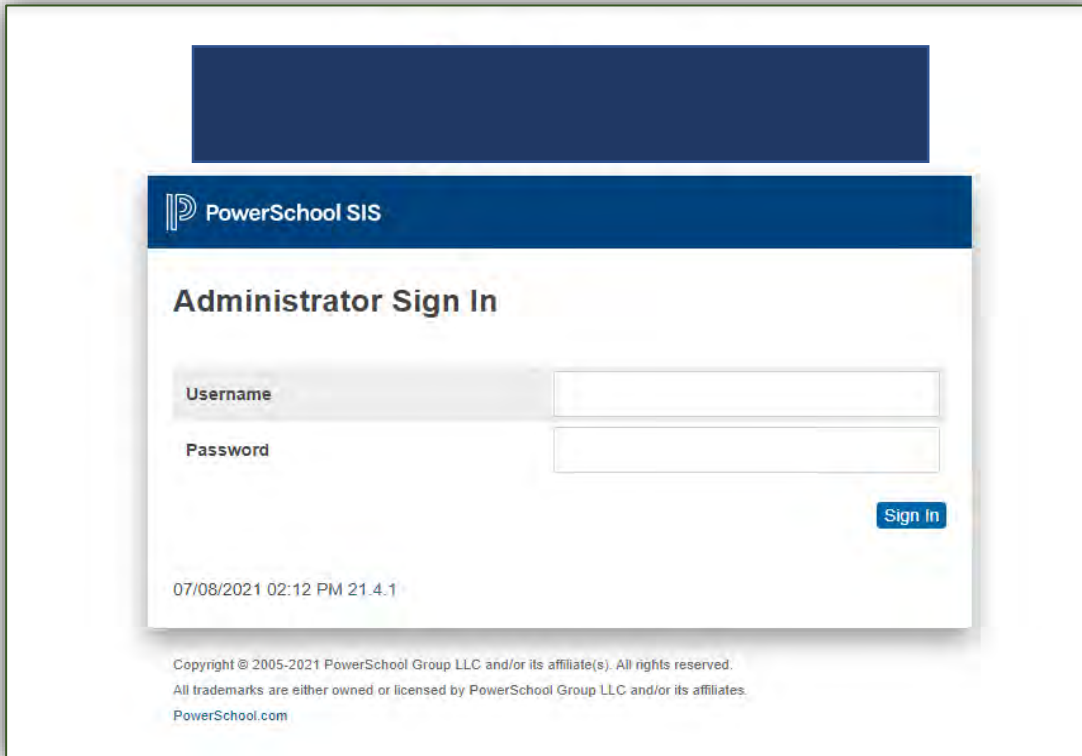 PowerSchool SIS
Administrator Sign In
Username
Password
Sign In
07/08/2021 02:12 PM 21.4.1
Copyright © 2005-2021 PowerSchool Group LLC and/or its affiliate(s). All rights reserved.
All trademarks are either owned or licensed by PowerSchool Group LLC and/or its affiliates.
PowerSchool.com